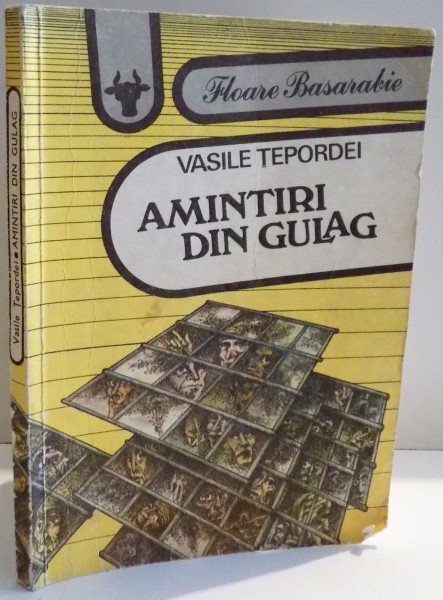 Floare Basarabie
VASILE TEPORDEI
AMINTIRI
DIN GULAG
Vasile Tepordei • AMINTIRI DIN GULAG